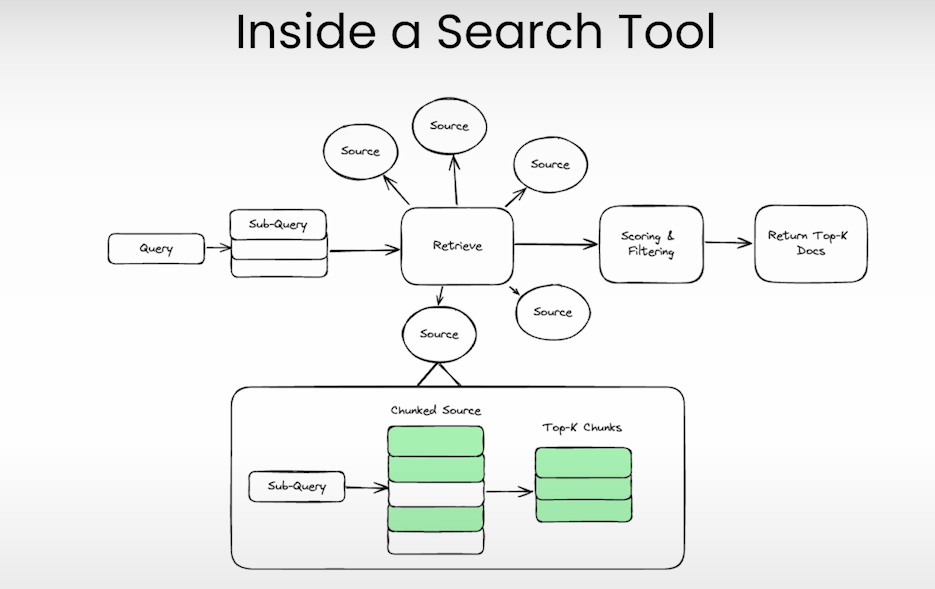 Inside a Search Tool
Source
Source
Source
Query
Sub-Query
Retrieve
Scoring &
Filtering
Return Top-K
Docs
Source
Source
Chunked Source
Top-K Chunks
Sub-Query